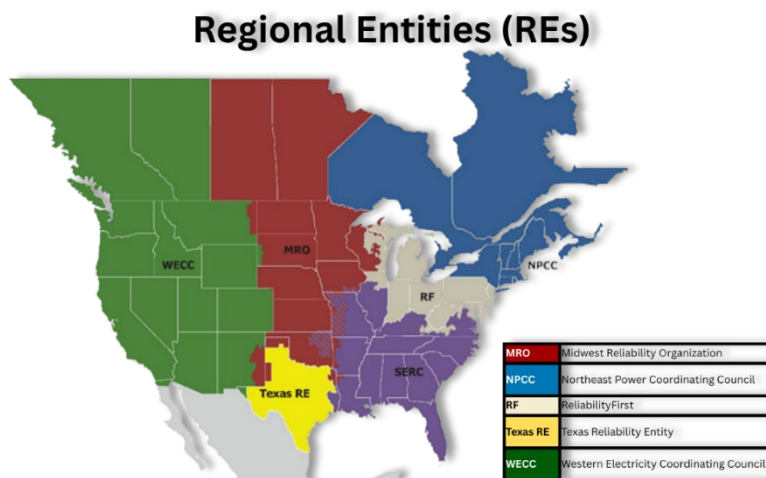 Regional Entities (REs)
MRO
WECC
NPCC
RF
SERC
Texas RE
MRO Midwest Reliability Organization
NPCC Northeast Power Coordinating Council
RF ReliabilityFirst
Texas RE Texas Reliability Entity
WECC Western Electricity Coordinating Council